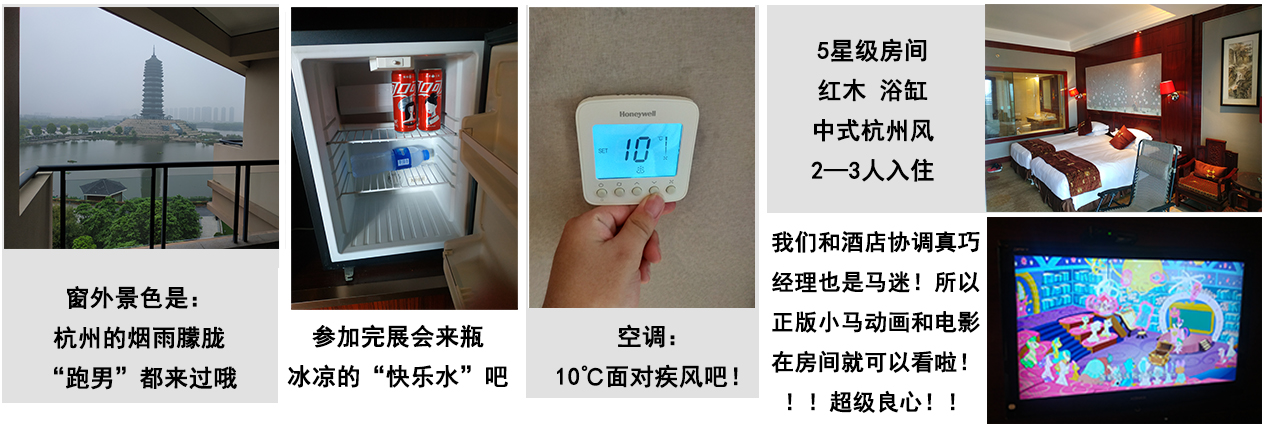 窗外景色是：
杭州的烟雨朦胧
“跑男”都来过哦
参加完展会来瓶
冰凉的“快乐水”吧
Honeywell
SET
10
空调：
10℃面对疾风吧！
5星级房间
红木 浴缸
中式杭州风
2—3人入住
我们和酒店协调真巧
经理也是马迷！所以
正版小马动画和电影
在房间就可以看啦！
！！超级良心！！